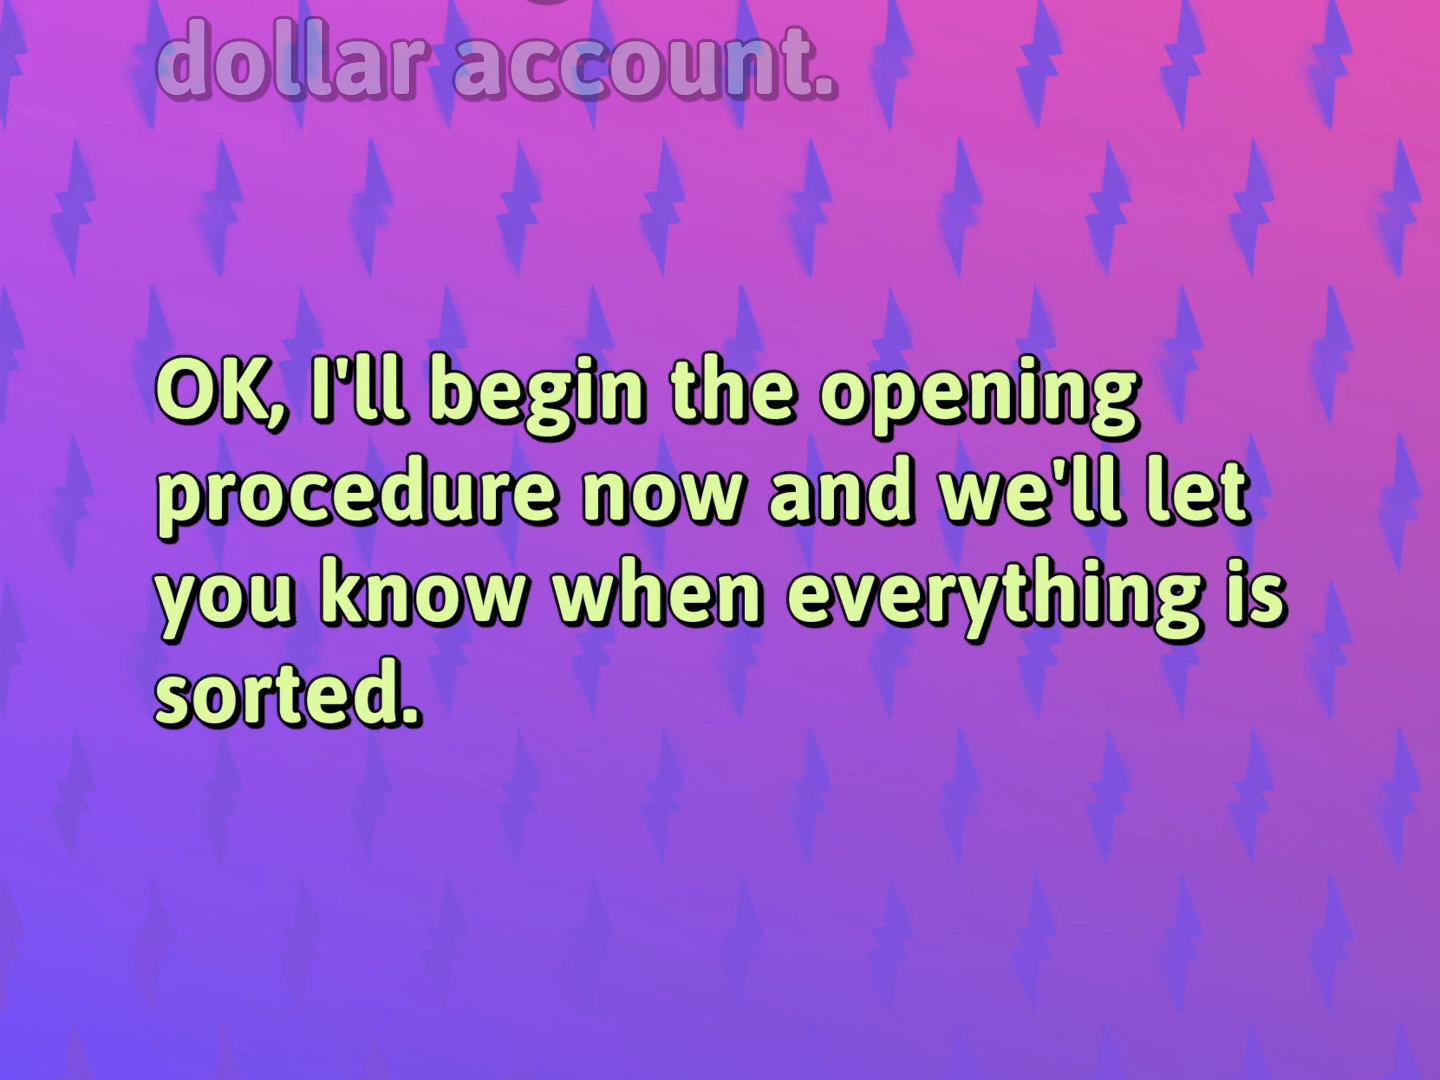 dollar account.
OK, I'll begin the opening
procedure now and we'll let
you know when everything is
sorted.